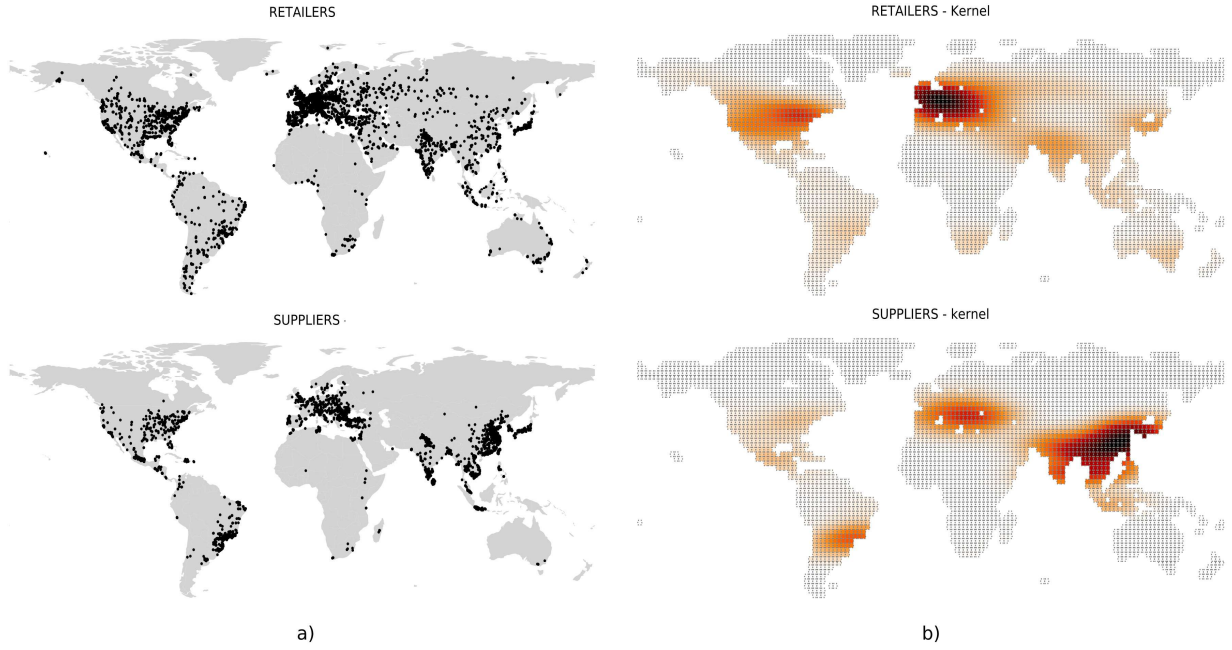 RETAILERS
RETAILERS - Kernel
SUPPLIERS
SUPPLIERS - kernel
a)
b)